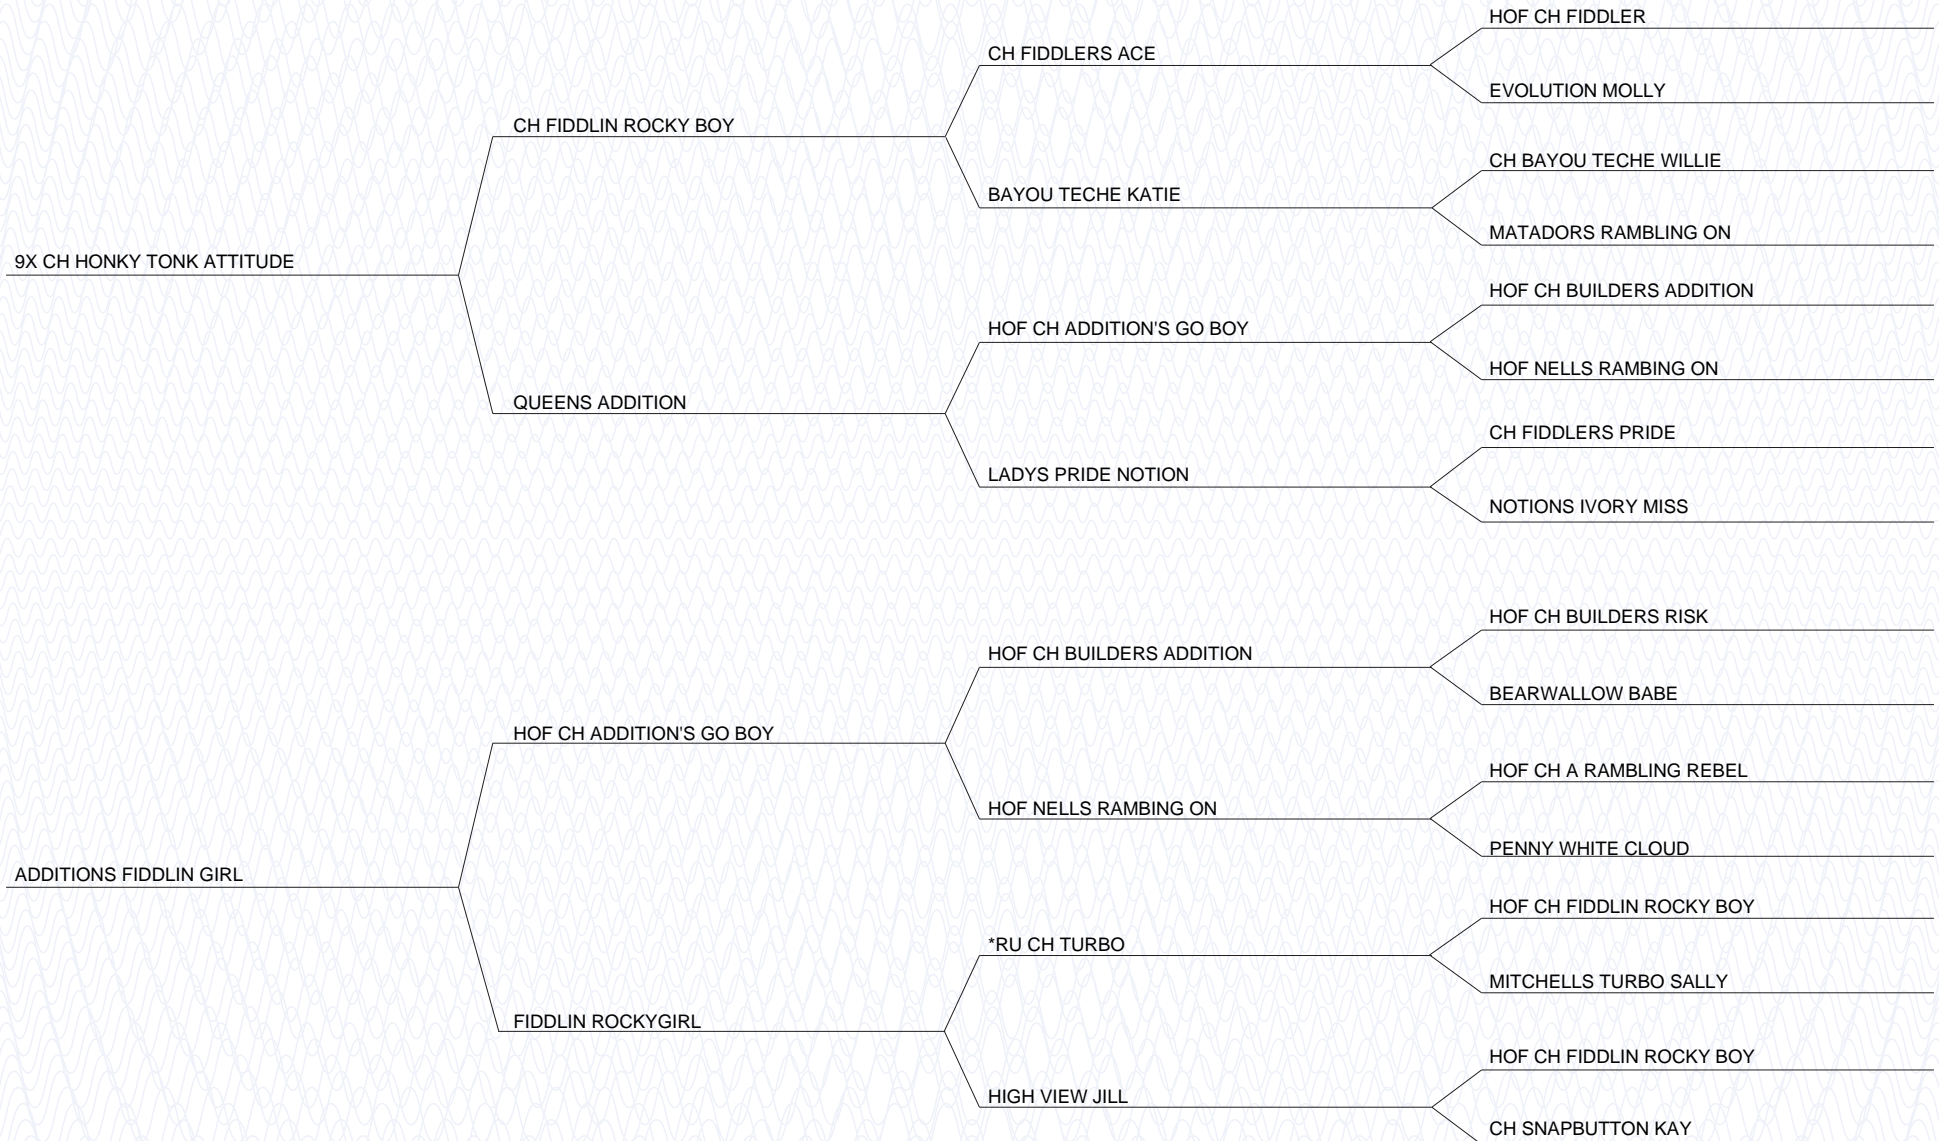 HOF CH FIDDLER
CH FIDDLERS ACE
EVOLUTION MOLLY
CH FIDDLIN ROCKY BOY
CH BAYOU TECHE WILLIE
BAYOU TECHE KATIE
MATADORS RAMBLING ON
9X CH HONKY TONK ATTITUDE
HOF CH BUILDERS ADDITION
HOF CH ADDITION'S GO BOY
HOF NELLS RAMBING ON
QUEENS ADDITION
CH FIDDLERS PRIDE
LADYS PRIDE NOTION
NOTIONS IVORY MISS
HOF CH BUILDERS RISK
HOF CH BUILDERS ADDITION
BEARWALLOW BABE
HOF CH ADDITION'S GO BOY
HOF CH A RAMBLING REBEL
HOF NELLS RAMBING ON
PENNY WHITE CLOUD
ADDITIONS FIDDLIN GIRL
HOF CH FIDDLIN ROCKY BOY
*RU CH TURBO
MITCHELLS TURBO SALLY
FIDDLIN ROCKYGIRL
HOF CH FIDDLIN ROCKY BOY
HIGH VIEW JILL
CH SNAPBUTTON KAY